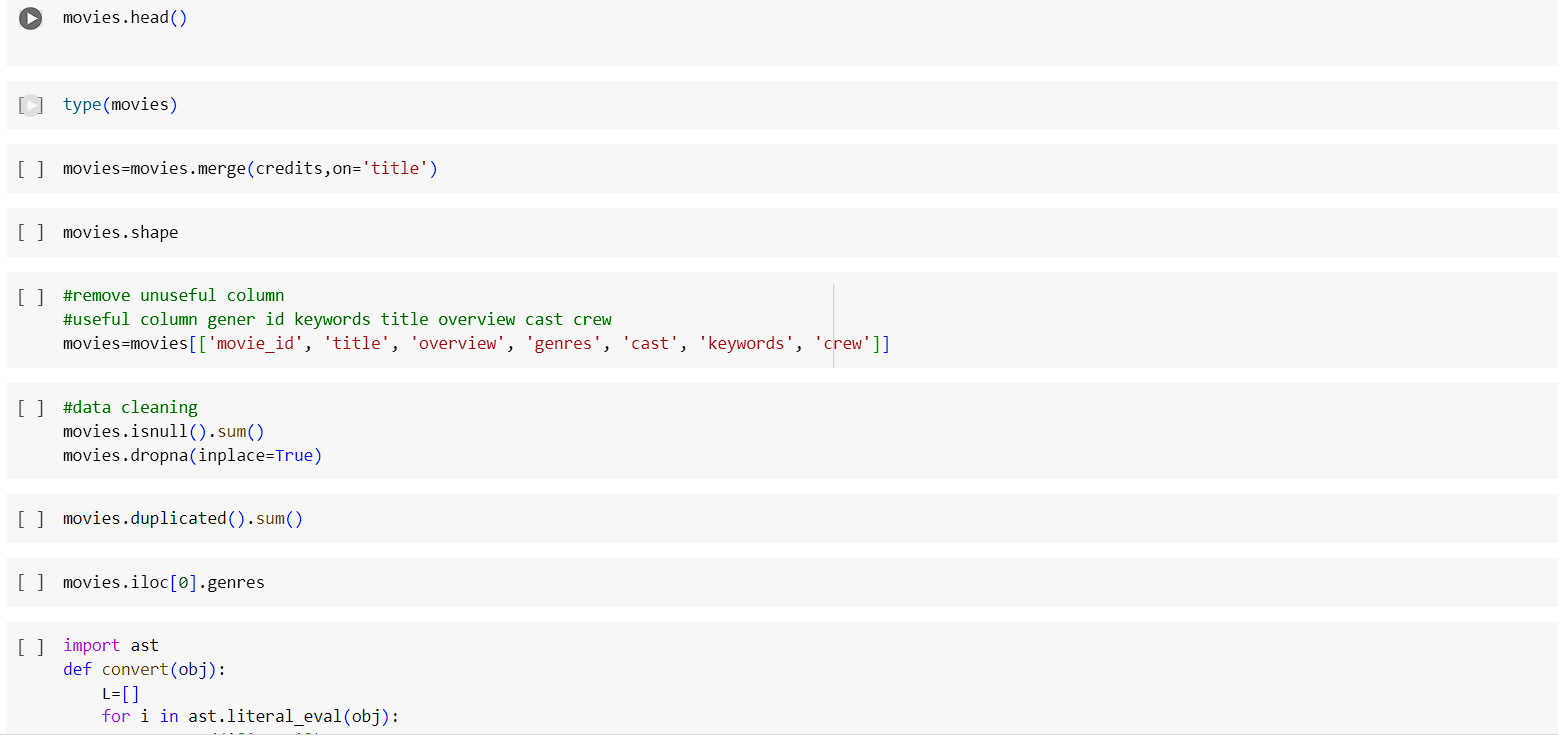 movies.head()
[ ] type(movies)
[ ] movies=movies.merge(credits,on='title')
[ ] movies.shape
[ ] #remove unuseful column
#useful column gener id keywords title overview cast crew
movies=movies[['movie_id', 'title', 'overview', 'genres', 'cast', 'keywords', 'crew']]
[ ] #data cleaning
movies.isnull().sum()
movies.dropna(inplace=True)
[ ] movies.duplicated().sum()
[ ] movies.iloc[0].genres
[ ] import ast
def convert(obj):
L=[]
for i in ast.literal_eval(obj):